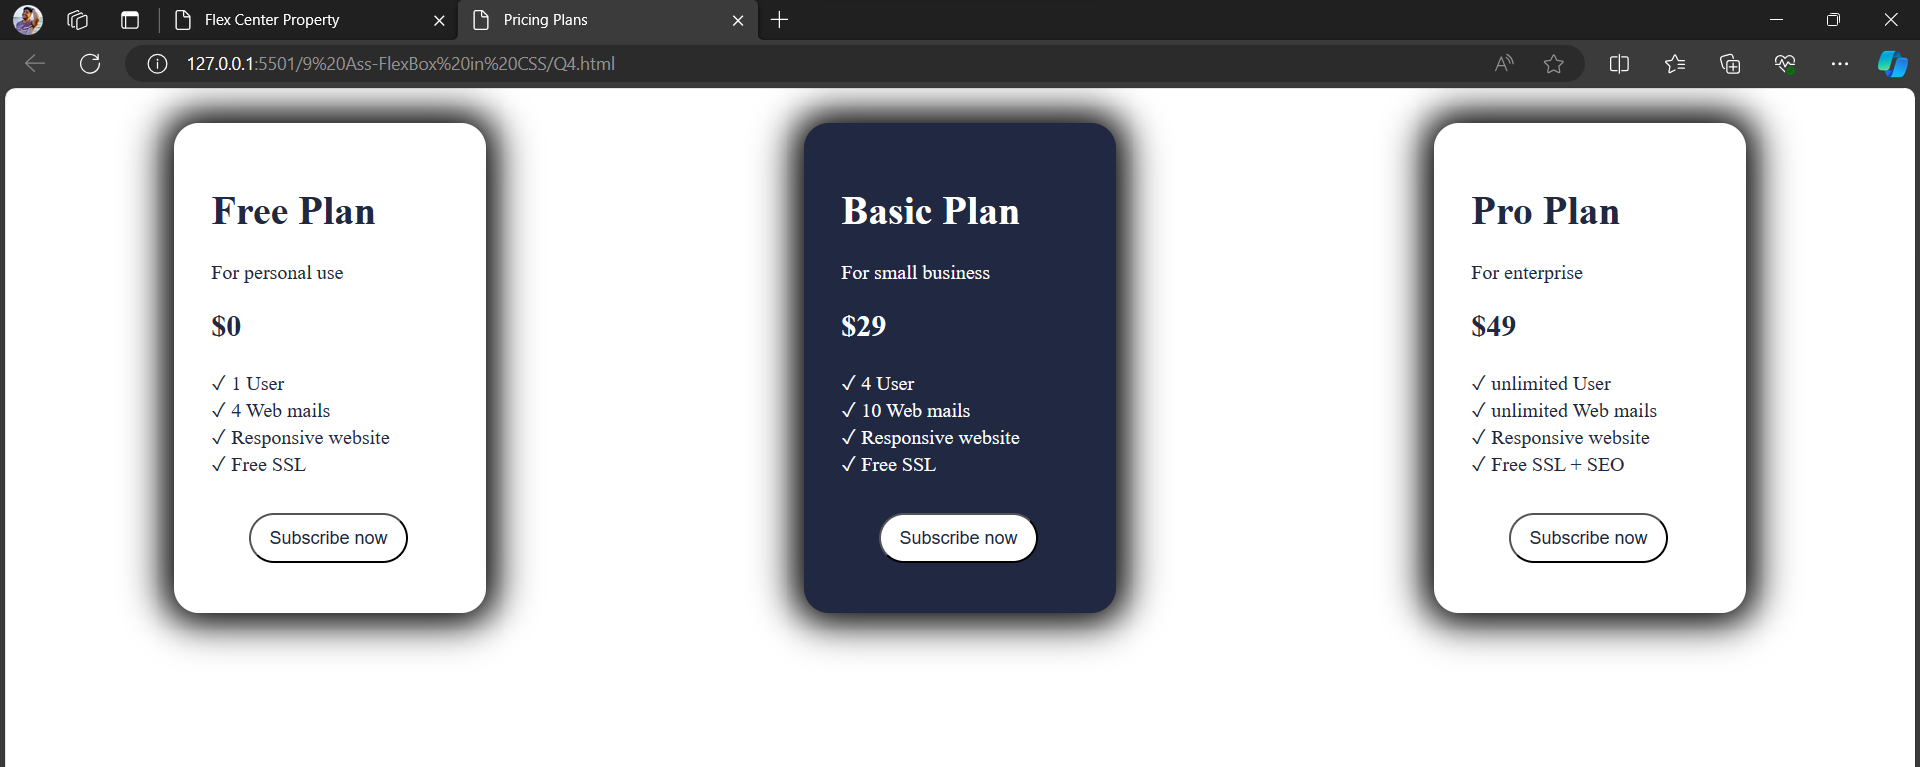 Flex Center Property
Pricing Plans
127.0.0.1:5501/9%20Ass-FlexBox%20in%20CSS/Q4.html
Free Plan
For personal use
$0
✓ 1 User
✓ 4 Web mails
✓ Responsive website
✓ Free SSL
Subscribe now
Basic Plan
For small business
$29
✓ 4 User
✓ 10 Web mails
✓ Responsive website
✓ Free SSL
Subscribe now
Pro Plan
For enterprise
$49
✓ unlimited User
✓ unlimited Web mails
✓ Responsive website
✓ Free SSL + SEO
Subscribe now